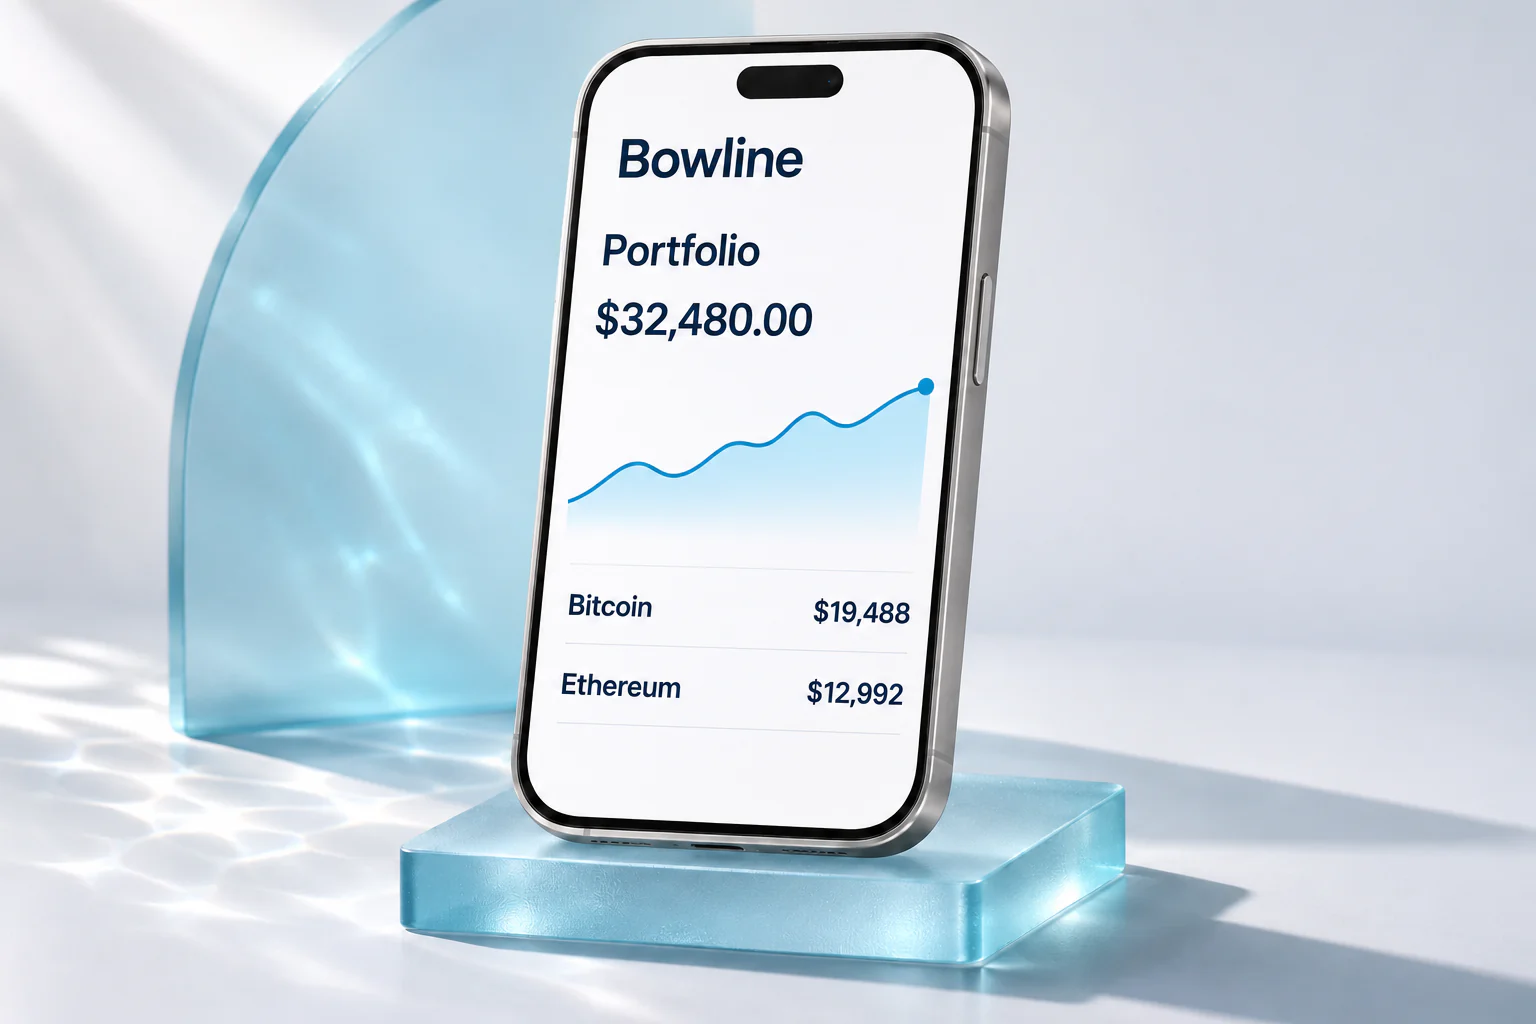 Bowline
Portfolio
$32,480.00
Bitcoin $19,488
Ethereum $12,992